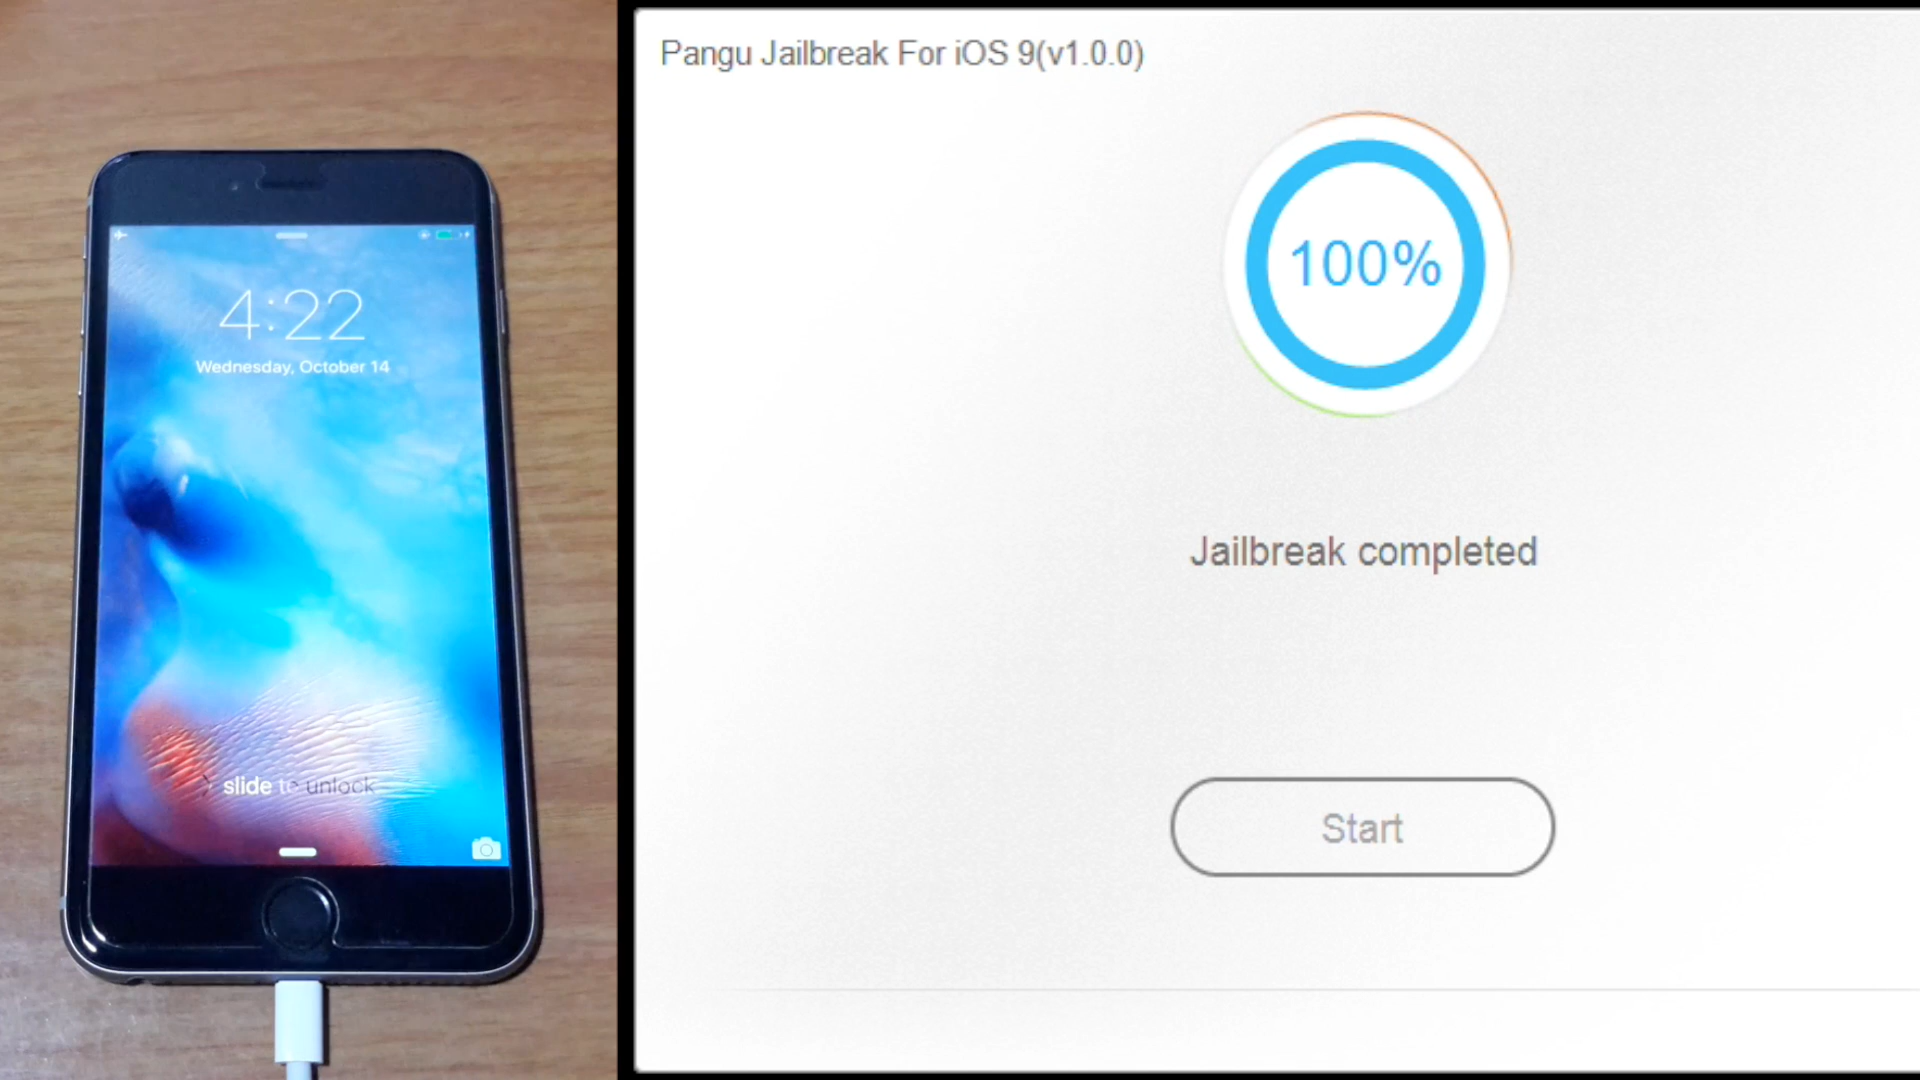 4:22
Wednesday, October 14
slide to unlock
Pangu Jailbreak For iOS 9(v1.0.0)
100%
Jailbreak completed
Start